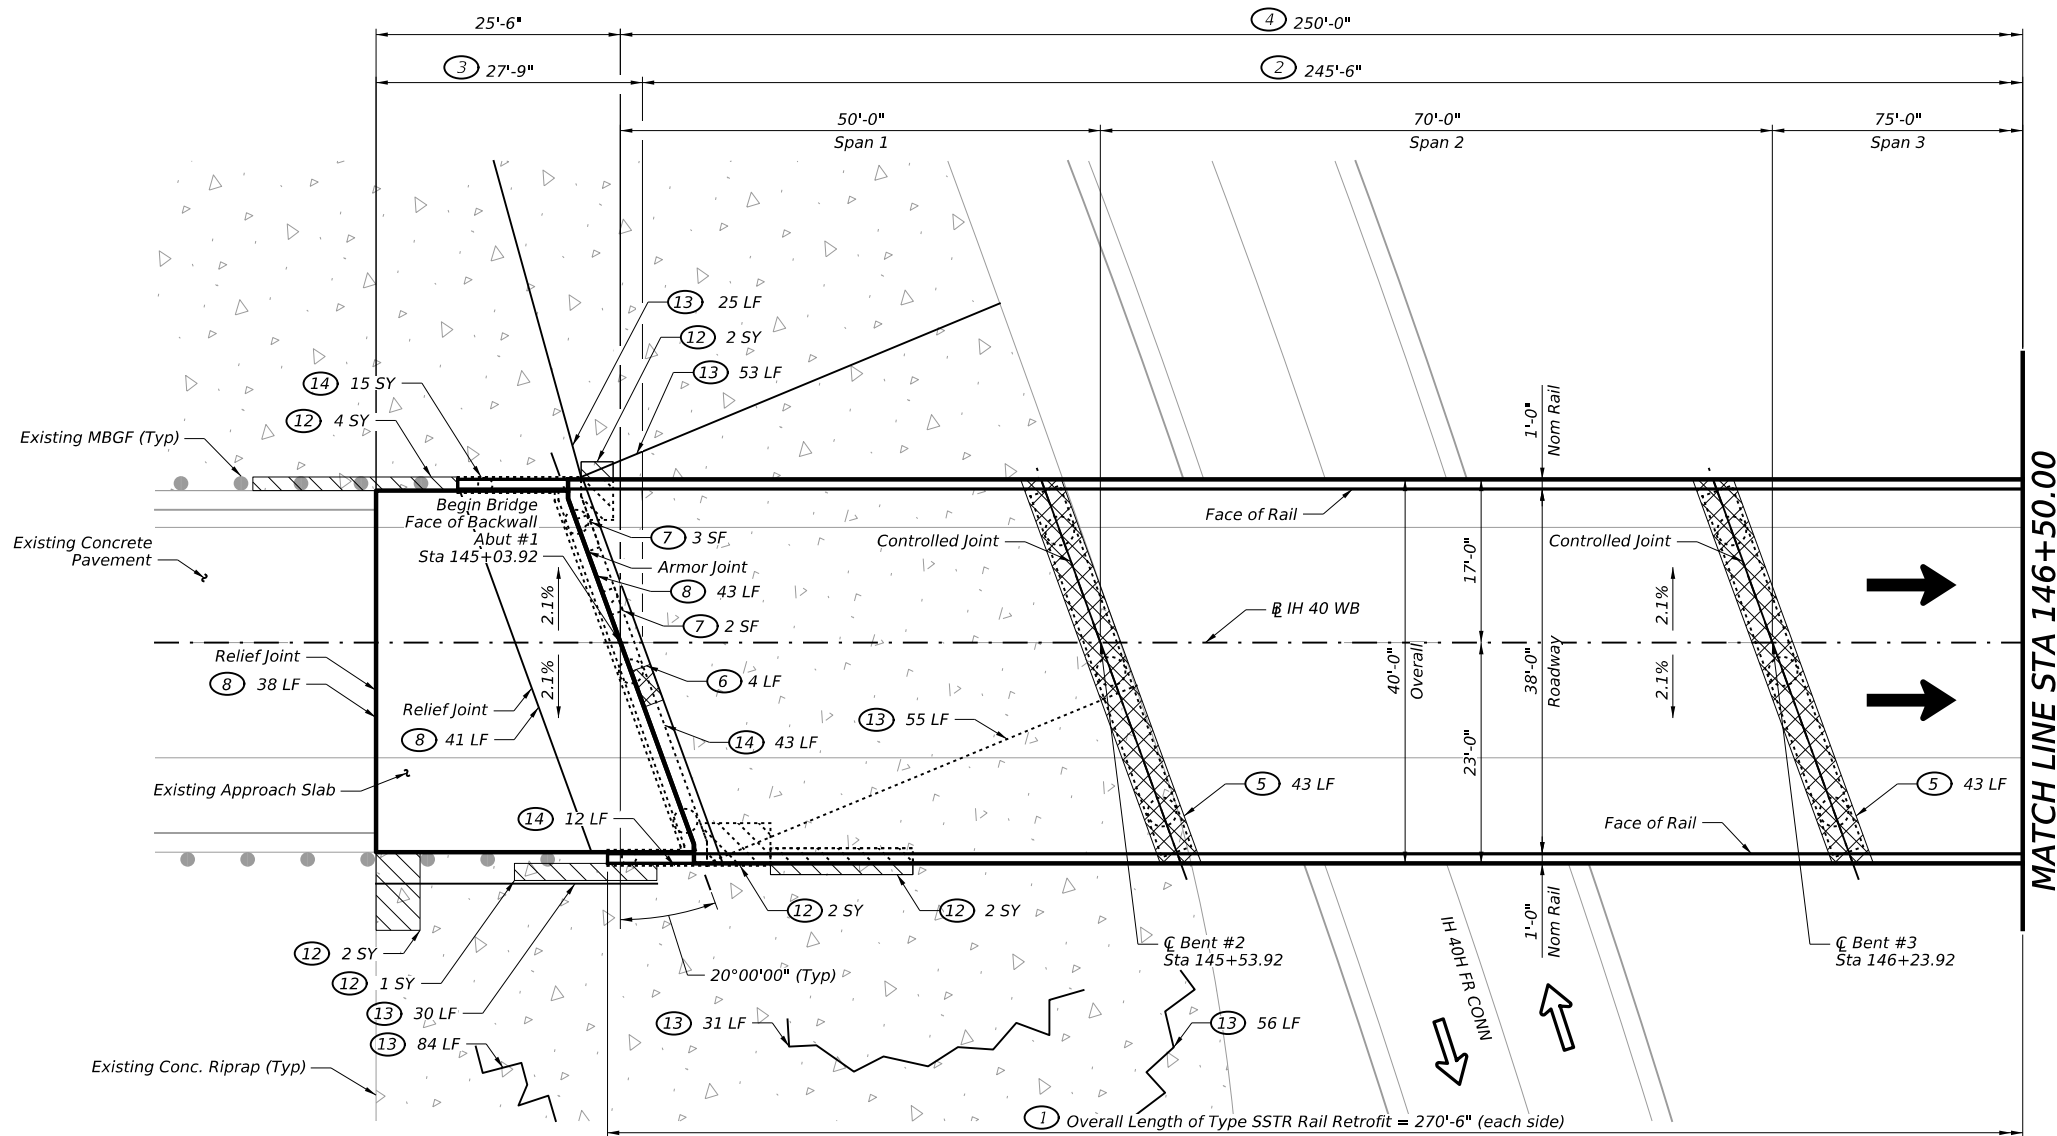 25'-6"
4 250'-0"
3 27'-9"
2 245'-6"
50'-0"
Span 1
70'-0"
Span 2
75'-0"
Span 3
13 25 LF
12 2 SY
13 53 LF
14 15 SY
12 4 SY
Existing MBGF (Typ)
1'-0"
Nom Rail
Begin Bridge
Face of Backwall
Abut #1
Sta 145+03.92
Existing Concrete
Pavement
7 3 SF
Armor Joint
8 43 LF
7 2 SF
6 4 LF
14 43 LF
2.1%
2.1%
Controlled Joint
Face of Rail
Controlled Joint
17'-0"
℄ IH 40 WB
2.1%
2.1%
40'-0"
Overall
38'-0"
Roadway
23'-0"
Relief Joint
8 38 LF
Relief Joint
8 41 LF
Existing Approach Slab
14 12 LF
13 55 LF
5 43 LF
5 43 LF
Face of Rail
MATCH LINE STA 146+50.00
12 2 SY
12 2 SY
12 2 SY
12 1 SY
13 30 LF
13 84 LF
Existing Conc. Riprap (Typ)
20°00'00" (Typ)
13 31 LF
13 56 LF
℄ Bent #2
Sta 145+53.92
IH 40H FR CONN
1'-0"
Nom Rail
℄ Bent #3
Sta 146+23.92
1 Overall Length of Type SSTR Rail Retrofit = 270'-6" (each side)